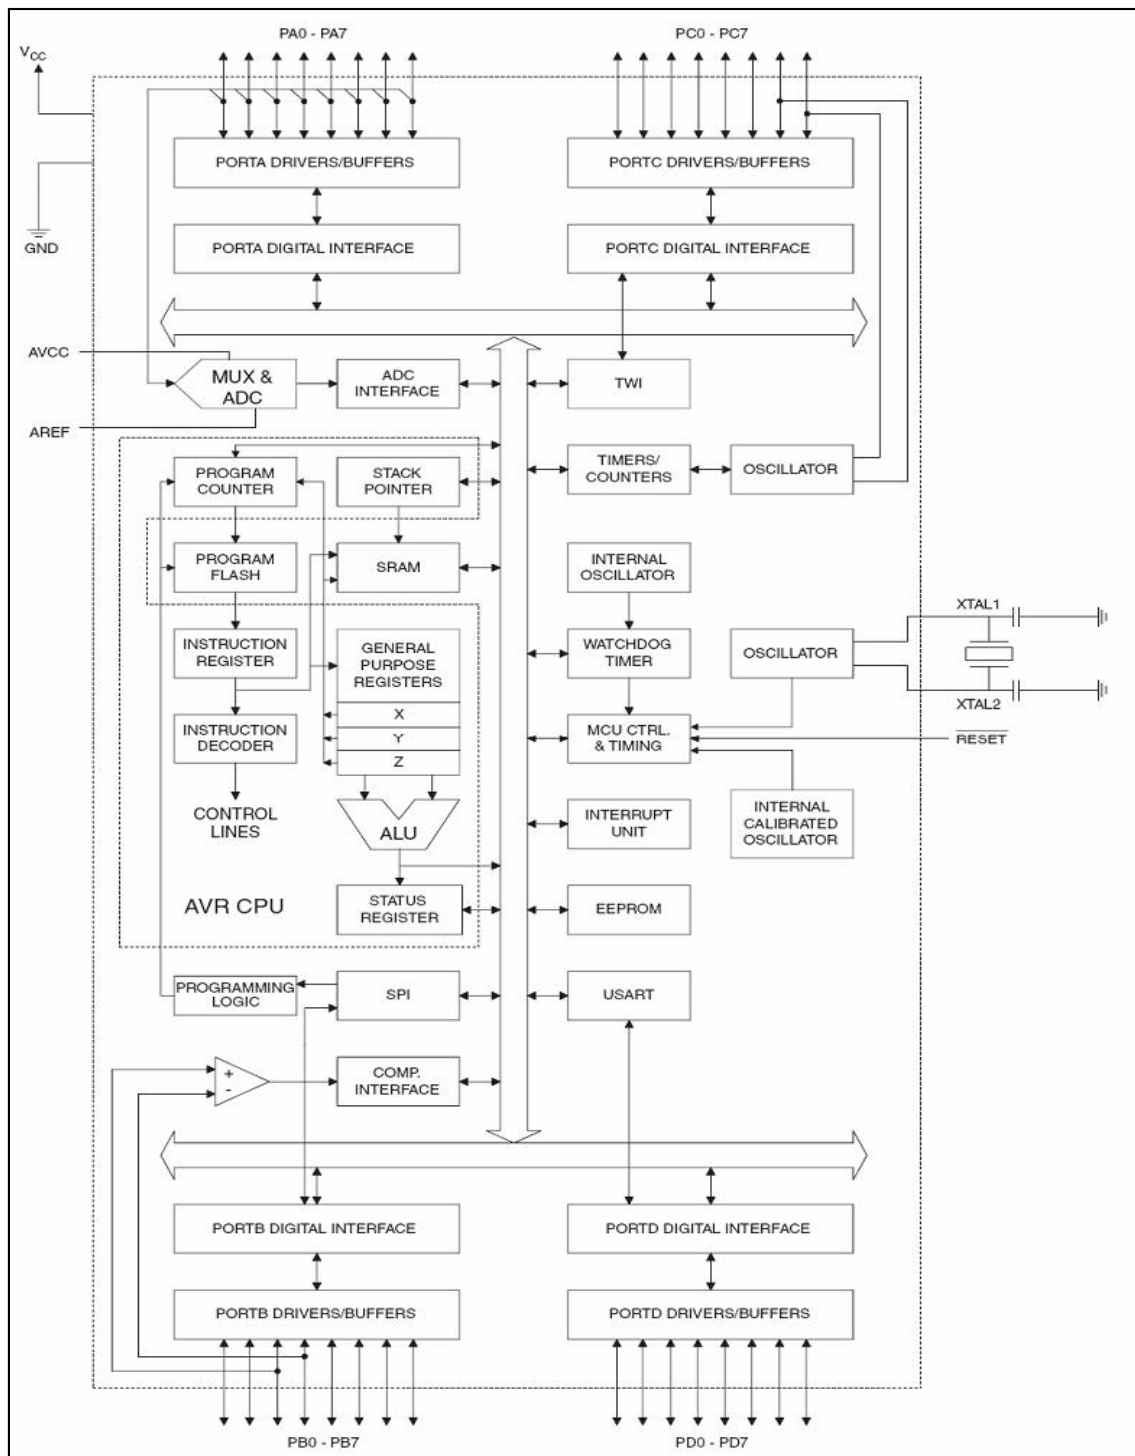 PA0 - PA7
PC0 - PC7
VCC
PORTA DRIVERS/BUFFERS
PORTC DRIVERS/BUFFERS
GND
PORTA DIGITAL INTERFACE
PORTC DIGITAL INTERFACE
AVCC
MUX &
ADC
ADC
INTERFACE
TWI
AREF
PROGRAM
COUNTER
STACK
POINTER
TIMERS/
COUNTERS
OSCILLATOR
PROGRAM
FLASH
SRAM
INTERNAL
OSCILLATOR
XTAL1
INSTRUCTION
REGISTER
GENERAL
PURPOSE
REGISTERS
WATCHDOG
TIMER
OSCILLATOR
XTAL2
X
INSTRUCTION
DECODER
Y
MCU CTRL.
& TIMING
RESET
Z
CONTROL
LINES
ALU
INTERRUPT
UNIT
INTERNAL
CALIBRATED
OSCILLATOR
AVR CPU
STATUS
REGISTER
EEPROM
PROGRAMMING
LOGIC
SPI
USART
+
-
COMP.
INTERFACE
PORTB DIGITAL INTERFACE
PORTD DIGITAL INTERFACE
PORTB DRIVERS/BUFFERS
PORTD DRIVERS/BUFFERS
PB0 - PB7
PD0 - PD7